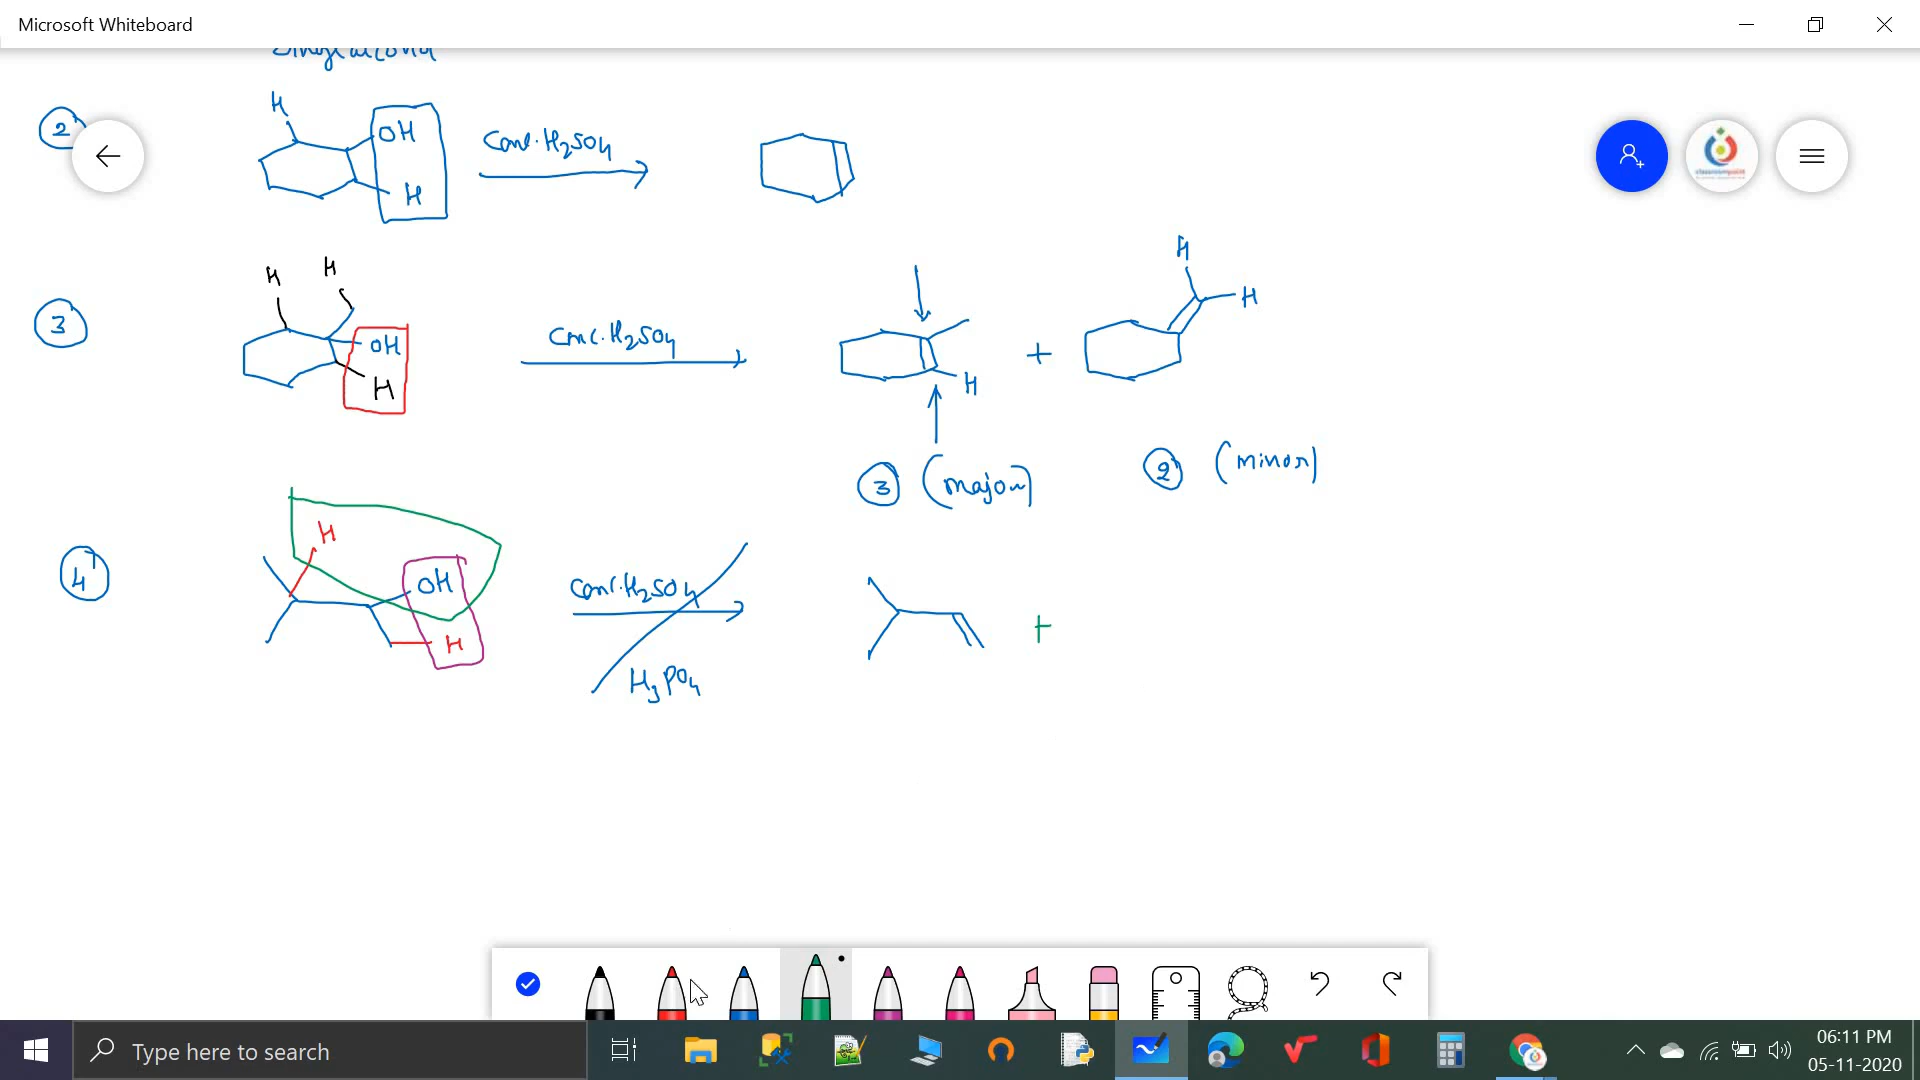 Microsoft Whiteboard
2
H
OH
H
Conc.H2SO4
3
H H
OH
H
Conc.H2SO4
H
+
H
H
3 (major)
2 (minor)
4
H
OH
H
Conc.H2SO4
H3PO4
+
classroompoint
Type here to search
06:11 PM
05-11-2020